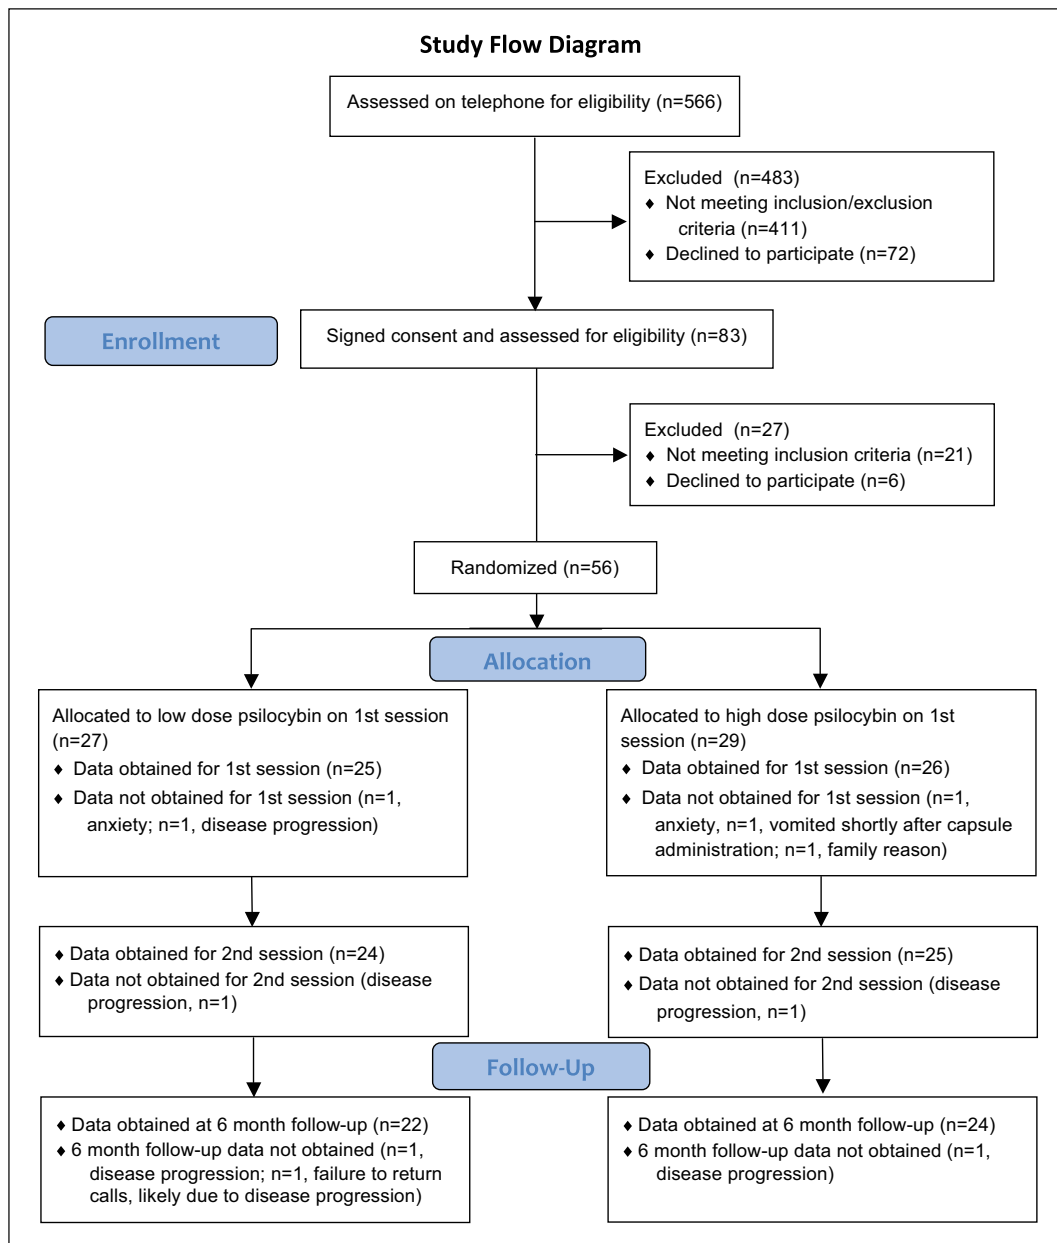 Study Flow Diagram
Assessed on telephone for eligibility (n=566)
Excluded (n=483)
♦ Not meeting inclusion/exclusion
criteria (n=411)
♦ Declined to participate (n=72)
Enrollment
Signed consent and assessed for eligibility (n=83)
Excluded (n=27)
♦ Not meeting inclusion criteria (n=21)
♦ Declined to participate (n=6)
Randomized (n=56)
Allocation
Allocated to low dose psilocybin on 1st session
(n=27)
♦ Data obtained for 1st session (n=25)
♦ Data not obtained for 1st session (n=1,
anxiety; n=1, disease progression)
Allocated to high dose psilocybin on 1st
session (n=29)
♦ Data obtained for 1st session (n=26)
♦ Data not obtained for 1st session (n=1,
anxiety, n=1, vomited shortly after capsule
administration; n=1, family reason)
♦ Data obtained for 2nd session (n=24)
♦ Data not obtained for 2nd session (disease
progression, n=1)
♦ Data obtained for 2nd session (n=25)
♦ Data not obtained for 2nd session (disease
progression, n=1)
Follow-Up
♦ Data obtained at 6 month follow-up (n=22)
♦ 6 month follow-up data not obtained (n=1,
disease progression; n=1, failure to return
calls, likely due to disease progression)
♦ Data obtained at 6 month follow-up (n=24)
♦ 6 month follow-up data not obtained (n=1,
disease progression)